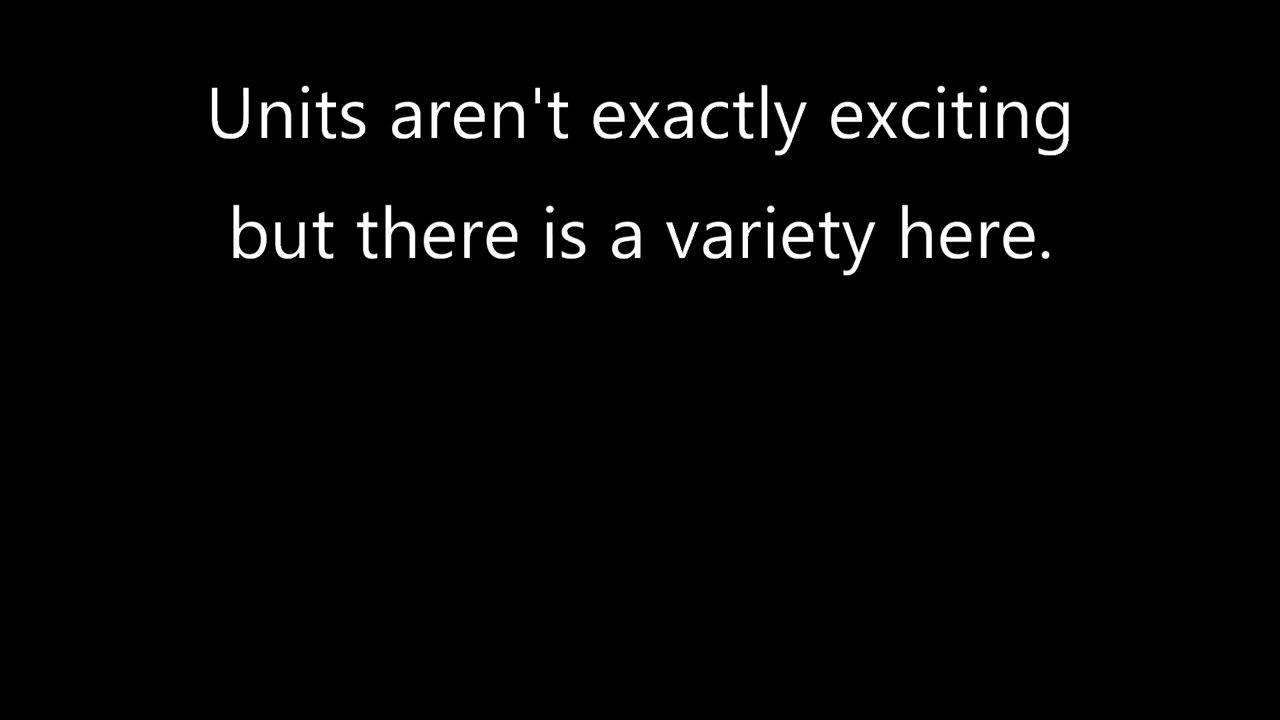 Units aren't exactly exciting
but there is a variety here.